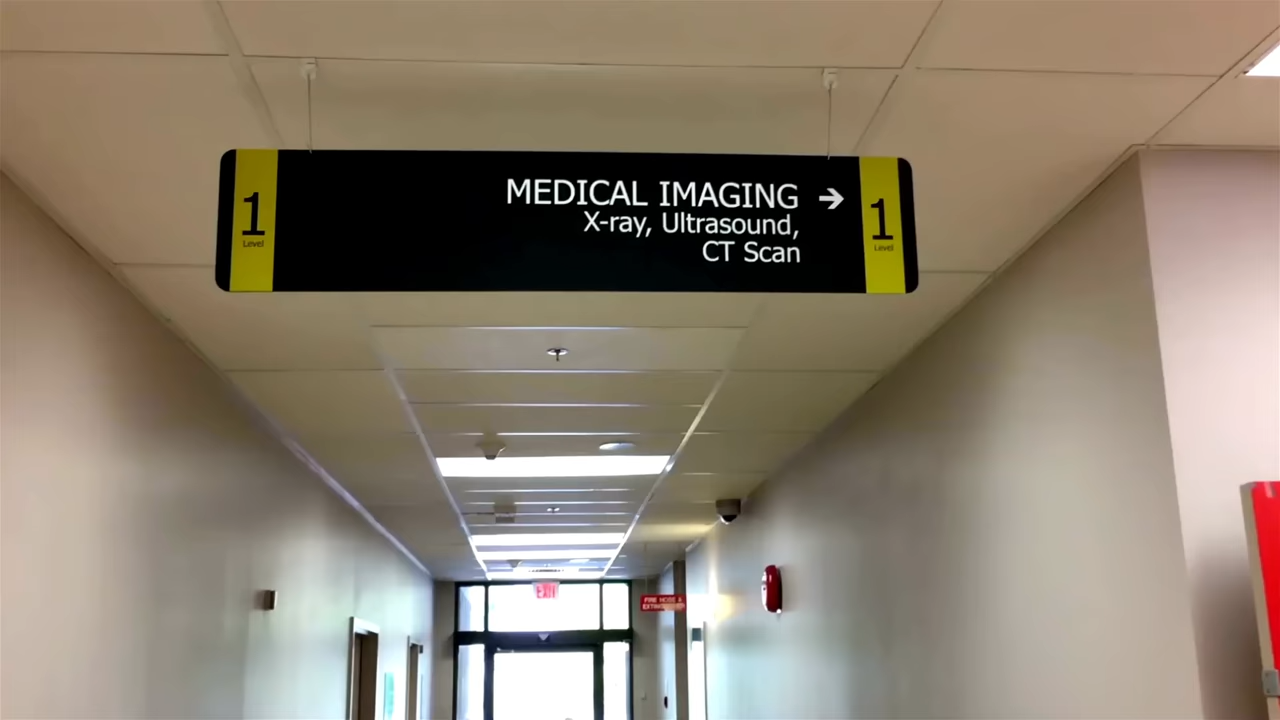 1
Level
MEDICAL IMAGING →
X-ray, Ultrasound,
CT Scan
1
Level
EXIT
FIRE HOSE &
EXTINGUISHER